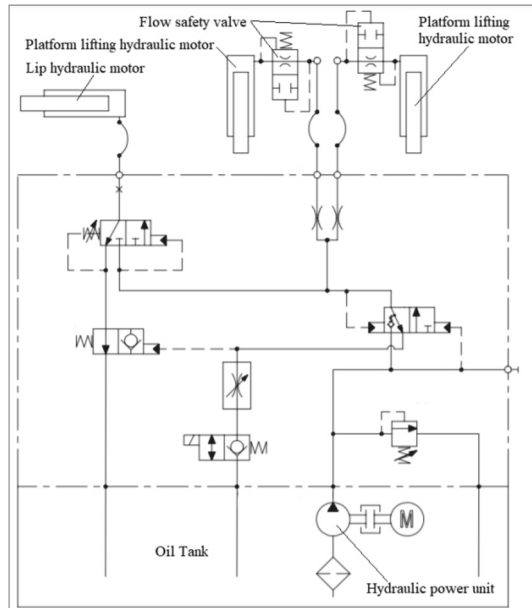 Flow safety valve
Platform lifting hydraulic motor
Lip hydraulic motor
Platform lifting
hydraulic motor
M
Oil Tank
Hydraulic power unit